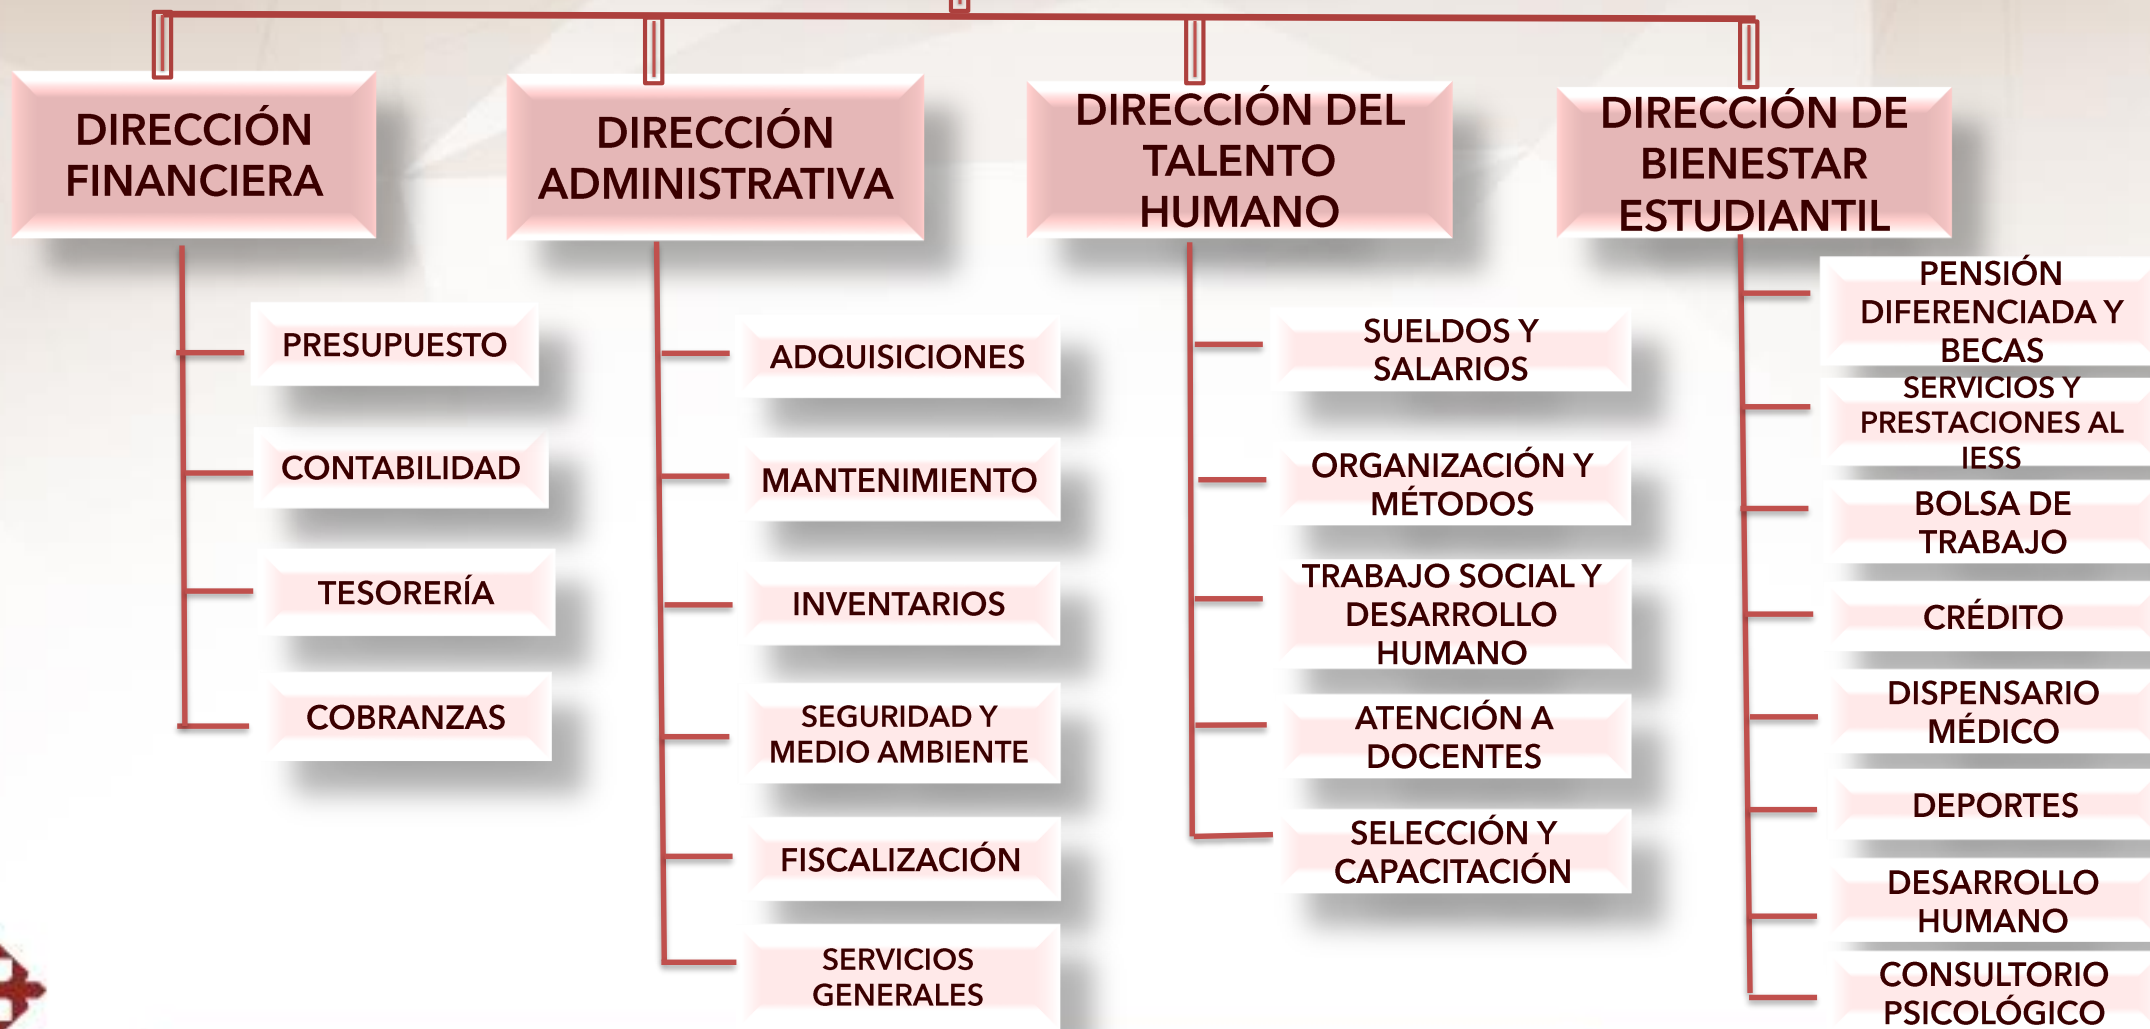 DIRECCIÓN
FINANCIERA
PRESUPUESTO
CONTABILIDAD
TESORERÍA
COBRANZAS
DIRECCIÓN
ADMINISTRATIVA
ADQUISICIONES
MANTENIMIENTO
INVENTARIOS
SEGURIDAD Y
MEDIO AMBIENTE
FISCALIZACIÓN
SERVICIOS
GENERALES
DIRECCIÓN DEL
TALENTO
HUMANO
SUELDOS Y
SALARIOS
ORGANIZACIÓN Y
MÉTODOS
TRABAJO SOCIAL Y
DESARROLLO
HUMANO
ATENCIÓN A
DOCENTES
SELECCIÓN Y
CAPACITACIÓN
DIRECCIÓN DE
BIENESTAR
ESTUDIANTIL
PENSIÓN
DIFERENCIADA Y
BECAS
SERVICIOS Y
PRESTACIONES AL
IESS
BOLSA DE
TRABAJO
CRÉDITO
DISPENSARIO
MÉDICO
DEPORTES
DESARROLLO
HUMANO
CONSULTORIO
PSICOLÓGICO